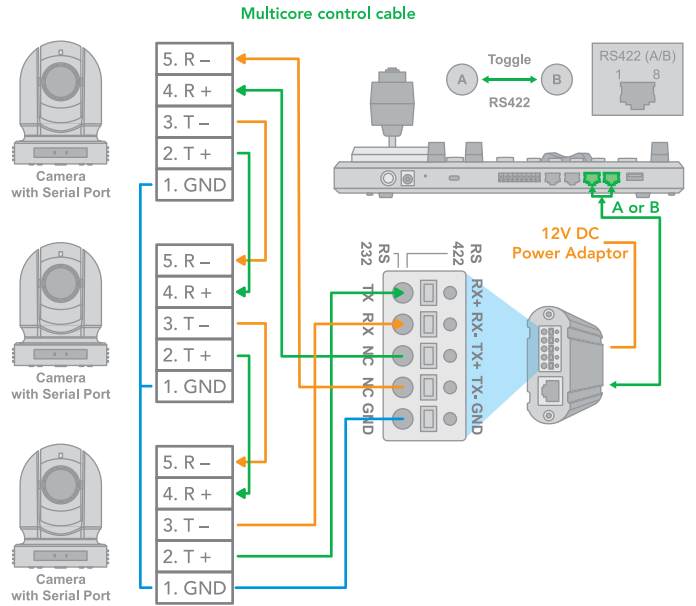 Multicore control cable
5. R –
4. R +
3. T –
2. T +
1. GND
Camera
with Serial Port
Toggle
A
B
RS422
RS422 (A/B)
1 8
A or B
12V DC
Power Adaptor
5. R –
4. R +
3. T –
2. T +
1. GND
Camera
with Serial Port
RS
232
RS
422
TX
RX
NC
NC
GND
RX+
RX-
TX+
TX-
GND
5. R –
4. R +
3. T –
2. T +
1. GND
Camera
with Serial Port